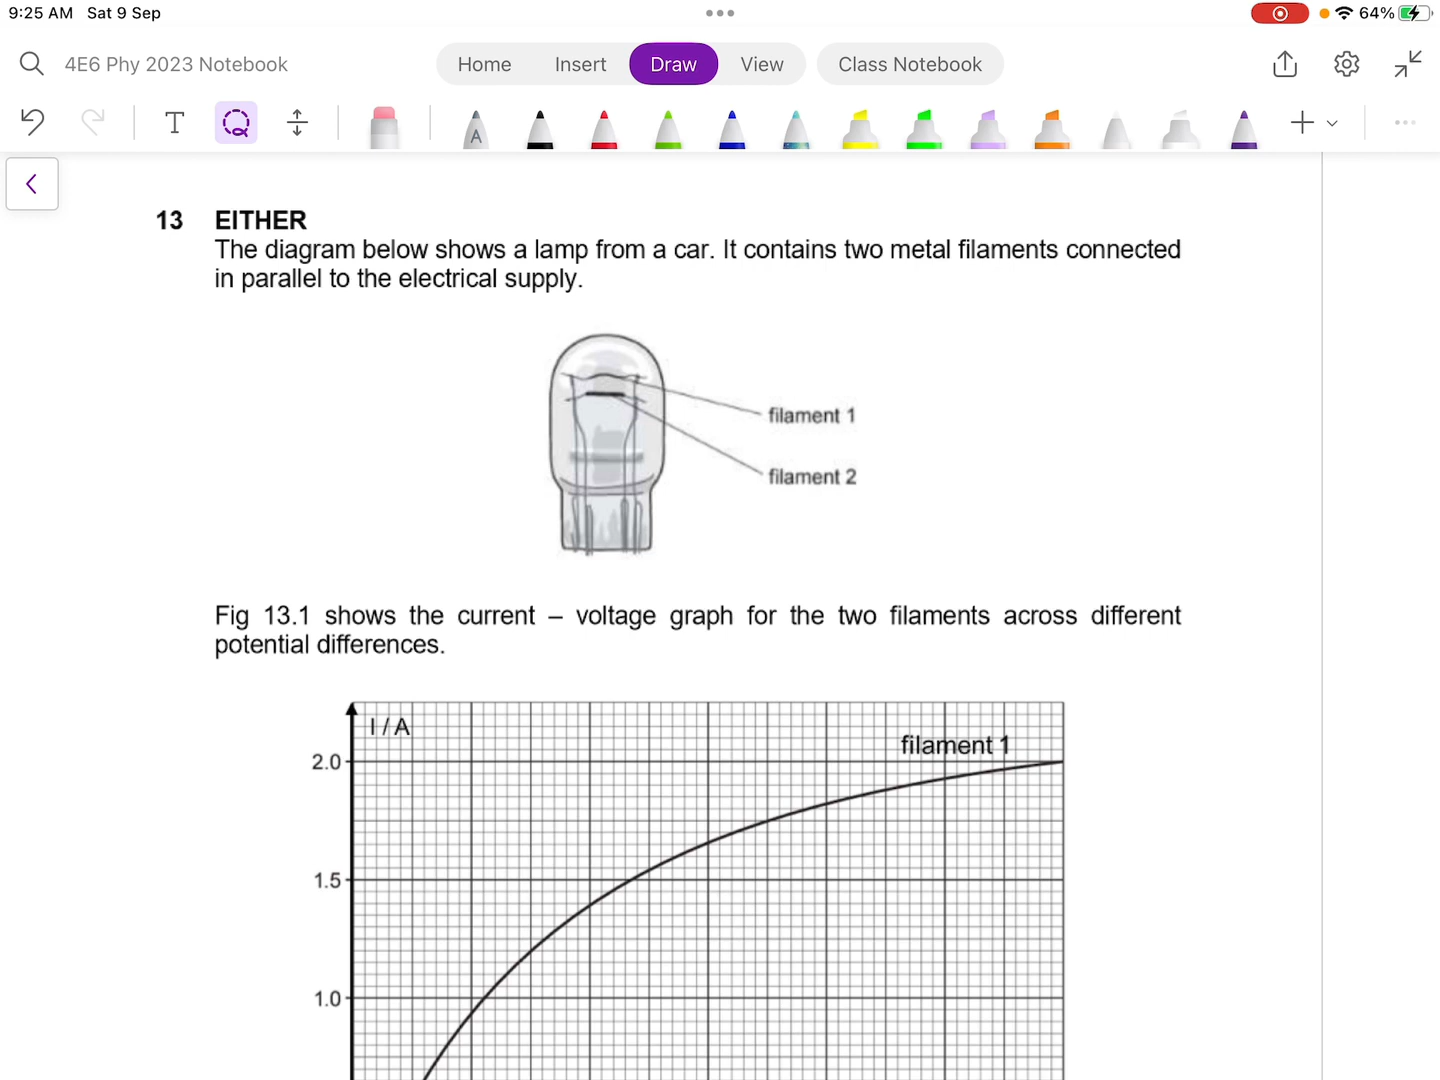 9:25 AM Sat 9 Sep
64%
4E6 Phy 2023 Notebook
Home Insert Draw View Class Notebook
T
A
13 EITHER
The diagram below shows a lamp from a car. It contains two metal filaments connected
in parallel to the electrical supply.
filament 1
filament 2
Fig 13.1 shows the current – voltage graph for the two filaments across different
potential differences.
I / A
filament 1
2.0
1.5
1.0